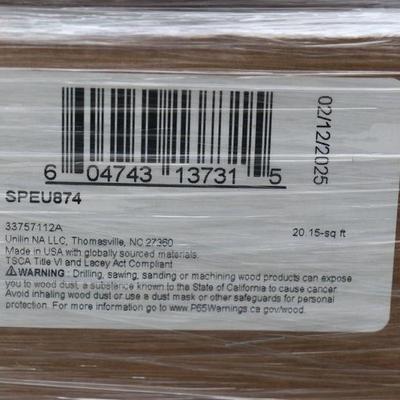 02/12/2025
6 04743 13731 5
SPEU874
33757112A
20.15-sq ft
Unilin NA LLC, Thomasville, NC 27360
Made in USA with globally sourced materials.
TSCA Title VI and Lacey Act Compliant
⚠WARNING: Drilling, sawing, sanding or machining wood products can expose
you to wood dust, a substance known to the State of California to cause cancer.
Avoid inhaling wood dust or use a dust mask or other safeguards for personal
protection. For more information go to www.P65Warnings.ca.gov/wood.